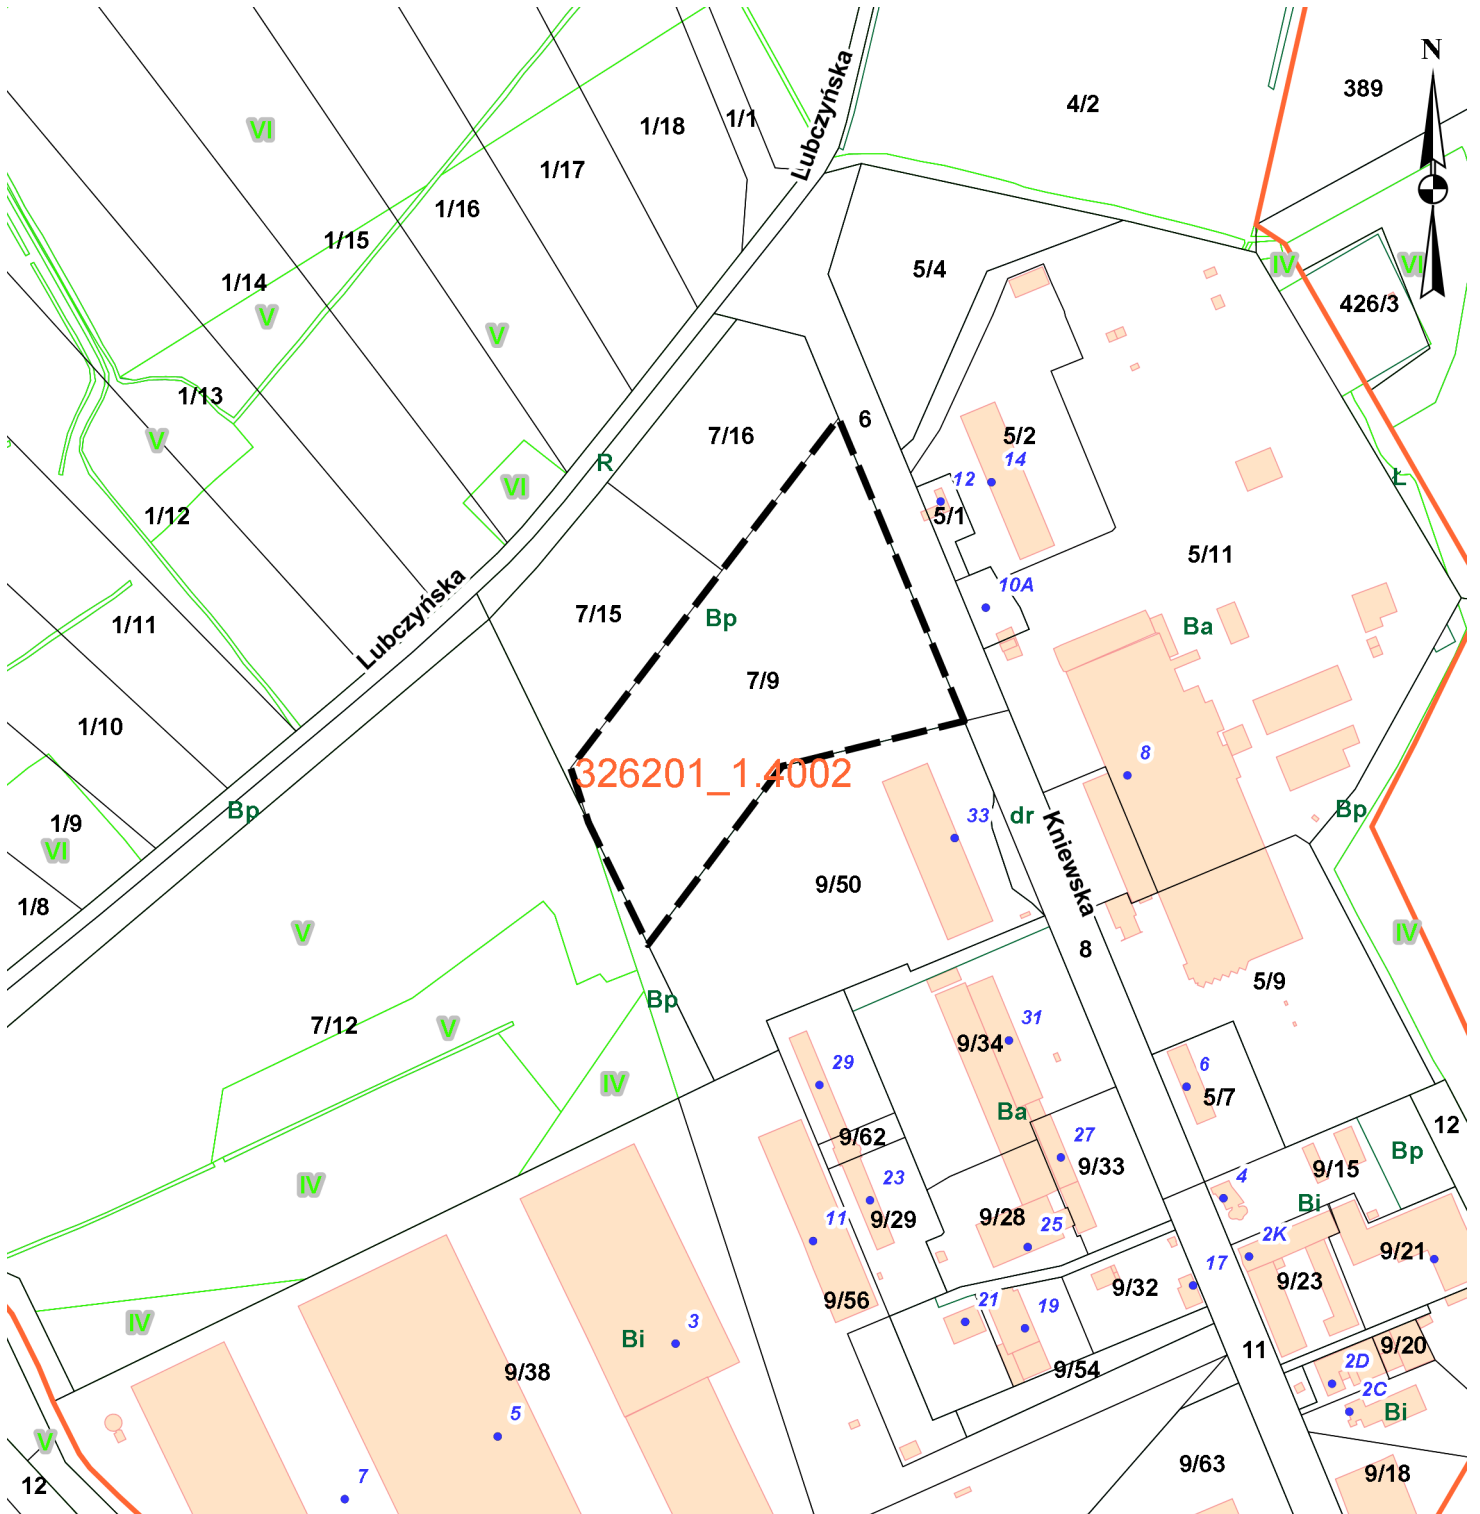 N
389
4/2
1/1
1/18
Lubczyńska
VI
1/17
1/16
1/15
1/14
5/4
IV
VI
426/3
V
V
1/13
6
7/16
5/2
V
R
14
12
Ł
VI
1/12
5/1
5/11
10A
Lubczyńska
7/15
Bp
1/11
Ba
7/9
1/10
8
326201_1.4002
Bp
dr
33
Kniewska
Bp
1/9
VI
9/50
1/8
V
IV
8
5/9
Bp
7/12
V
31
9/34
29
6
IV
5/7
Ba
12
9/62
27
9/33
Bp
9/15
IV
23
4
Bi
11
9/29
9/28
25
2K
9/21
17
9/23
9/32
9/56
21
19
IV
3
Bi
11
9/20
9/38
9/54
2D
2C
Bi
5
V
9/63
9/18
12
7